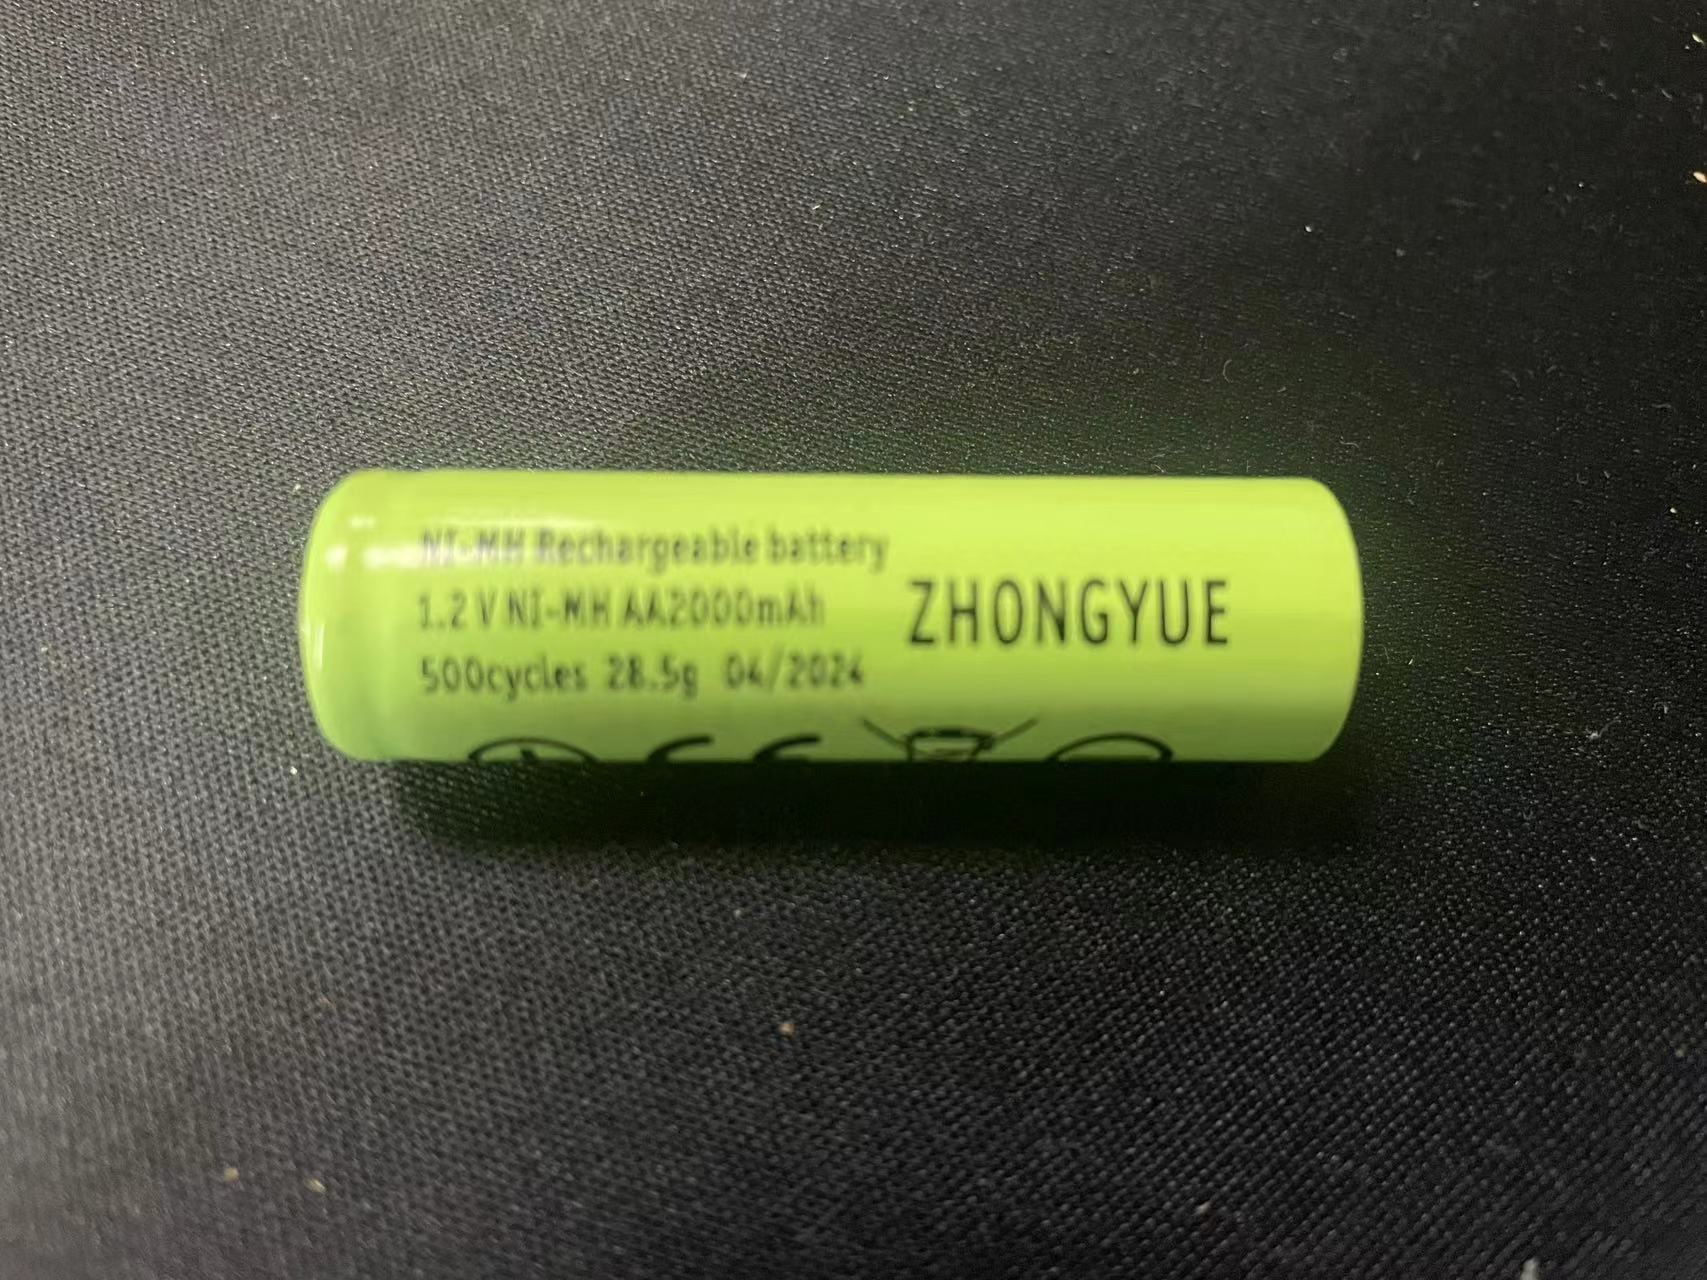 NI-MH Rechargeable battery
1.2 V NI-MH AA2000mAh
500cycles 28.5g 04/2024
ZHONGYUE